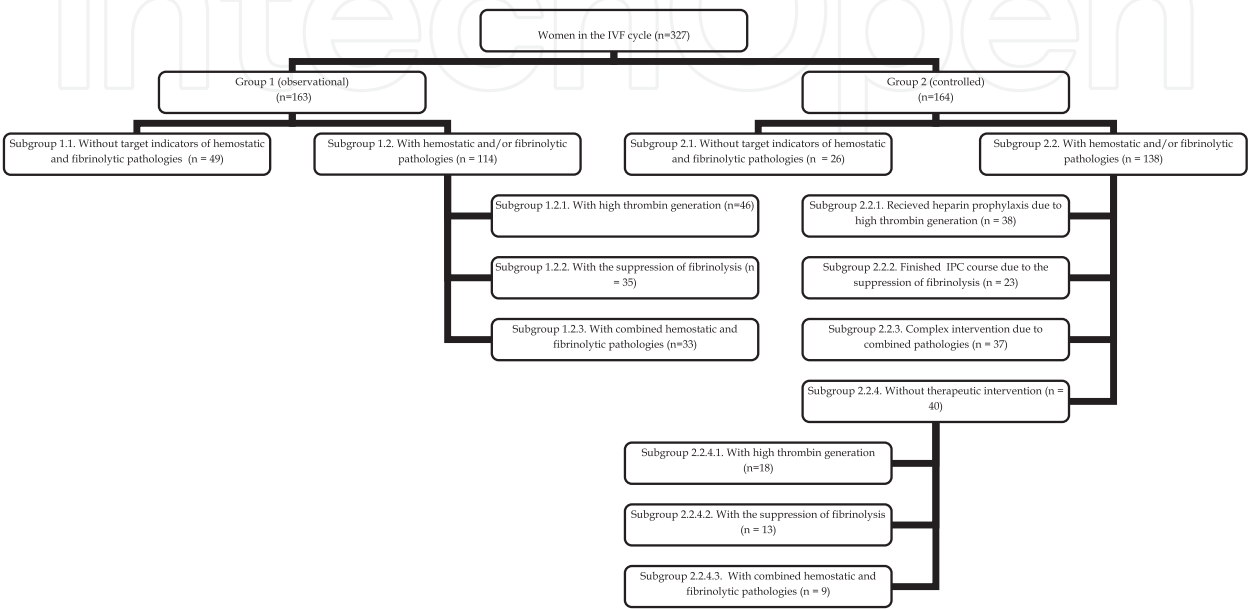 IntechOpen
Women in the IVF cycle (n=327)
Group 1 (observational)
(n=163)
Group 2 (controlled)
(n=164)
Subgroup 1.1. Without target indicators of hemostatic
and fibrinolytic pathologies (n = 49)
Subgroup 1.2. With hemostatic and/or fibrinolytic
pathologies (n = 114)
Subgroup 2.1. Without target indicators of hemostatic
and fibrinolytic pathologies (n = 26)
Subgroup 2.2. With hemostatic and/or fibrinolytic
pathologies (n = 138)
Subgroup 1.2.1. With high thrombin generation (n=46)
Subgroup 2.2.1. Recieved heparin prophylaxis due to
high thrombin generation (n = 38)
Subgroup 1.2.2. With the suppression of fibrinolysis (n
= 35)
Subgroup 2.2.2. Finished IPC course due to the
suppression of fibrinolysis (n = 23)
Subgroup 1.2.3. With combined hemostatic and
fibrinolytic pathologies (n=33)
Subgroup 2.2.3. Complex intervention due to
combined pathologies (n = 37)
Subgroup 2.2.4. Without therapeutic intervention (n =
40)
Subgroup 2.2.4.1. With high thrombin generation
(n=18)
Subgroup 2.2.4.2. With the suppression of fibrinolysis
(n = 13)
Subgroup 2.2.4.3. With combined hemostatic and
fibrinolytic pathologies (n = 9)